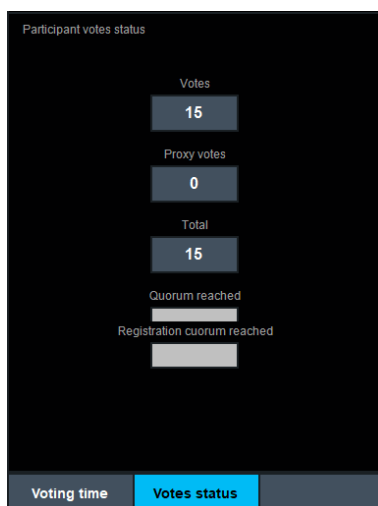 Participant votes status
Votes
15
Proxy votes
0
Total
15
Quorum reached
Registration cuorum reached
Voting time Votes status